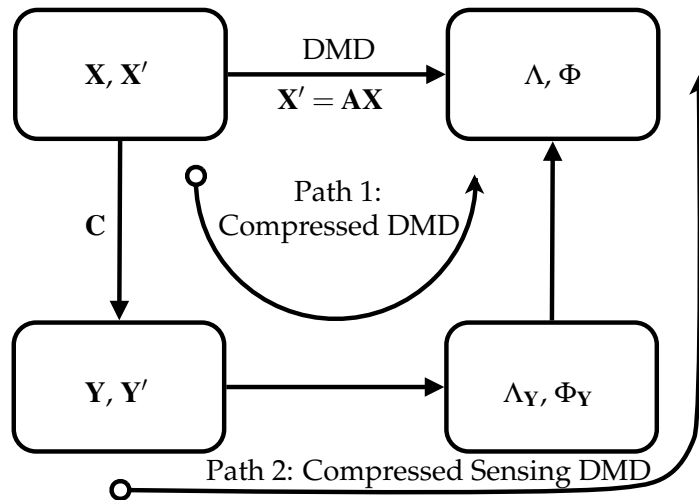 DMD
X, X′
Λ, Φ
X′ = AX
Path 1:
Compressed DMD
C
Y, Y′
Λ_Y, Φ_Y
Path 2: Compressed Sensing DMD